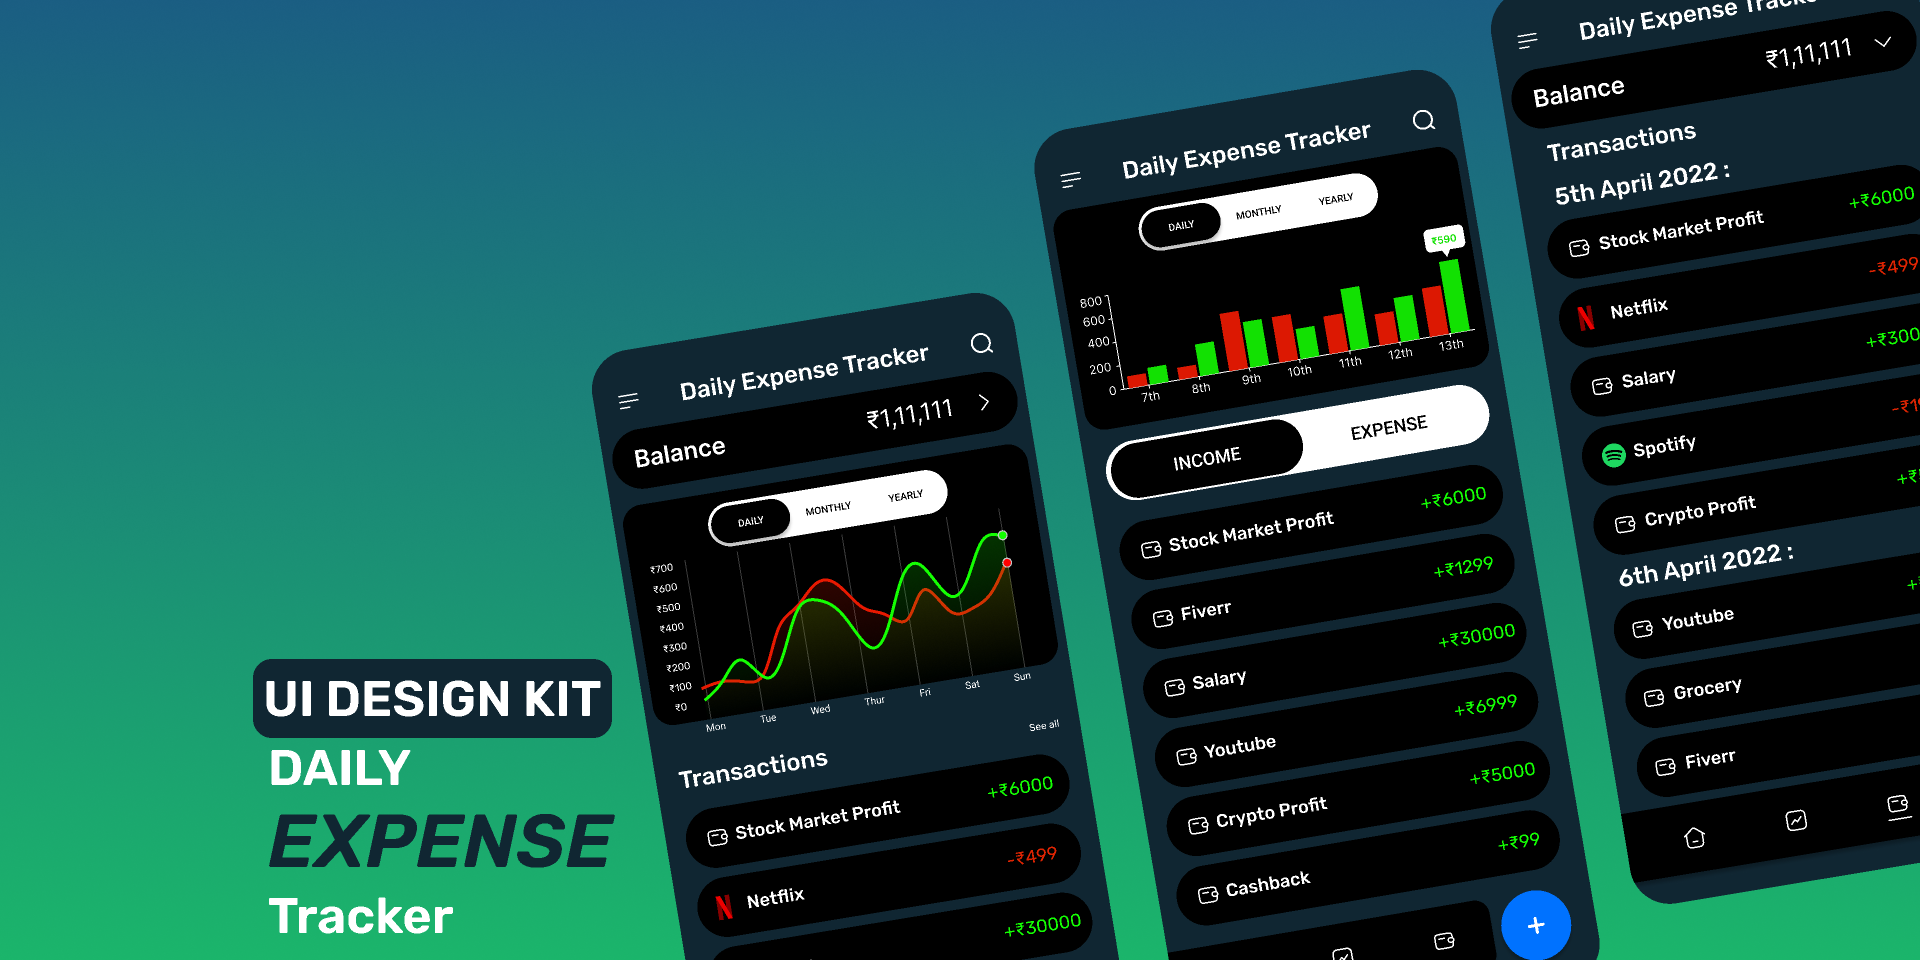 UI DESIGN KIT
DAILY
EXPENSE
Tracker
Daily Expense Tracker
Balance ₹1,11,111
DAILY MONTHLY YEARLY
₹700
₹600
₹500
₹400
₹300
₹200
₹100
₹0
Mon Tue Wed Thur Fri Sat Sun
See all
Transactions
Stock Market Profit +₹6000
Netflix -₹499
+₹30000
Daily Expense Tracker
DAILY MONTHLY YEARLY
₹590
800
600
400
200
0
7th 8th 9th 10th 11th 12th 13th
INCOME EXPENSE
Stock Market Profit +₹6000
Fiverr +₹1299
Salary +₹30000
Youtube +₹6999
Crypto Profit +₹5000
Cashback +₹99
+
Daily Expense Tracke
Balance ₹1,11,111
Transactions
5th April 2022 :
Stock Market Profit +₹6000
Netflix -₹499
Salary +₹300
Spotify -₹1
Crypto Profit +₹
6th April 2022 :
Youtube +
Grocery
Fiverr